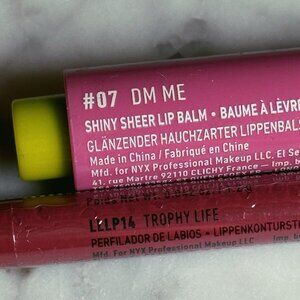 #07 DM ME
SHINY SHEER LIP BALM • BAUME À LÈVR
GLÄNZENDER HAUCHZARTER LIPPENBALS
Made in China / Fabriqué en Chine
Mfd. for NYX Professional Makeup LLC, El Se
41, rue Martre 92110 CLICHY France
LLLP14 TROPHY LIFE
PERFILADOR DE LABIOS • LIPPENKONTURST
Mfd. for NYX Professional Makeup LLC,